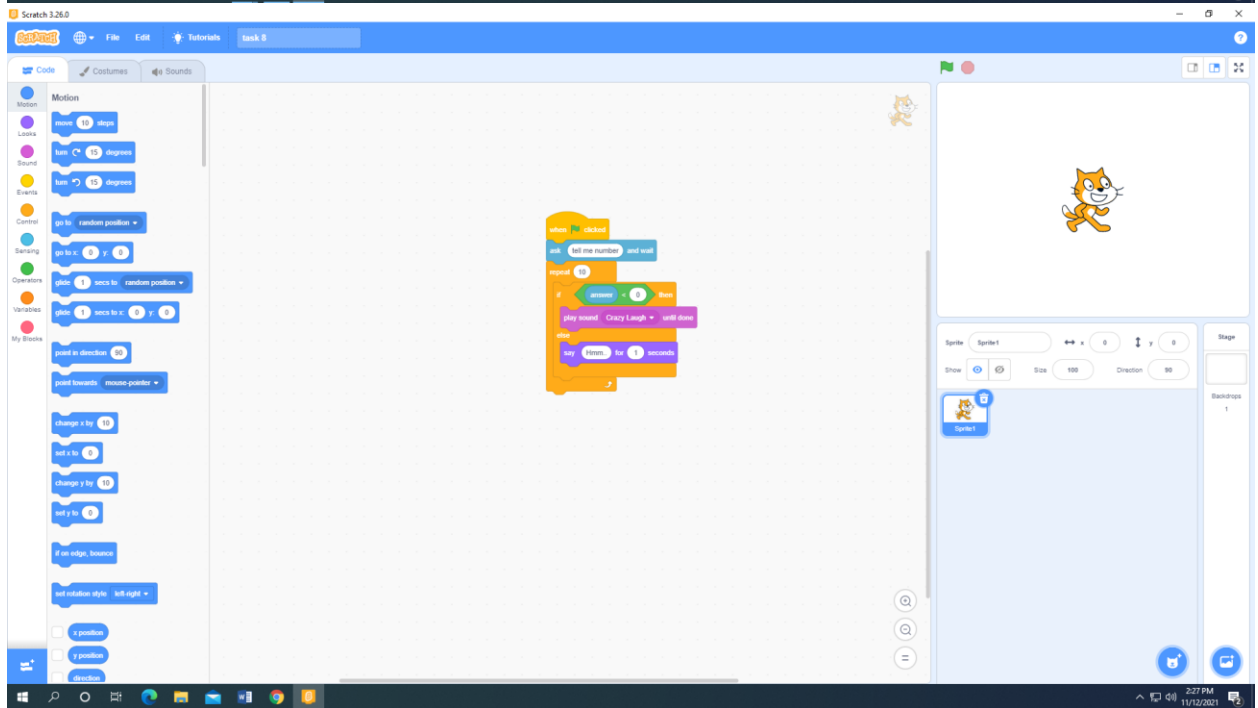 Scratch 3.26.0
SCRATCH File Edit Tutorials task 8
Code Costumes Sounds
Motion
Looks
Sound
Events
Control
Sensing
Operators
Variables
My Blocks
Motion
move 10 steps
turn 15 degrees
turn 15 degrees
go to random position
go to x: 0 y: 0
glide 1 secs to random position
glide 1 secs to x: 0 y: 0
point in direction 90
point towards mouse-pointer
change x by 10
set x to 0
change y by 10
set y to 0
if on edge, bounce
set rotation style left-right
x position
y position
direction
when clicked
ask tell me number and wait
repeat 10
if answer < 0 then
play sound Crazy Laugh until done
else
say Hmm.. for 1 seconds
Sprite Sprite1 x 0 y 0
Show Size 100 Direction 90
Sprite1
Stage
Backdrops
1
2:27 PM
11/12/2021
2